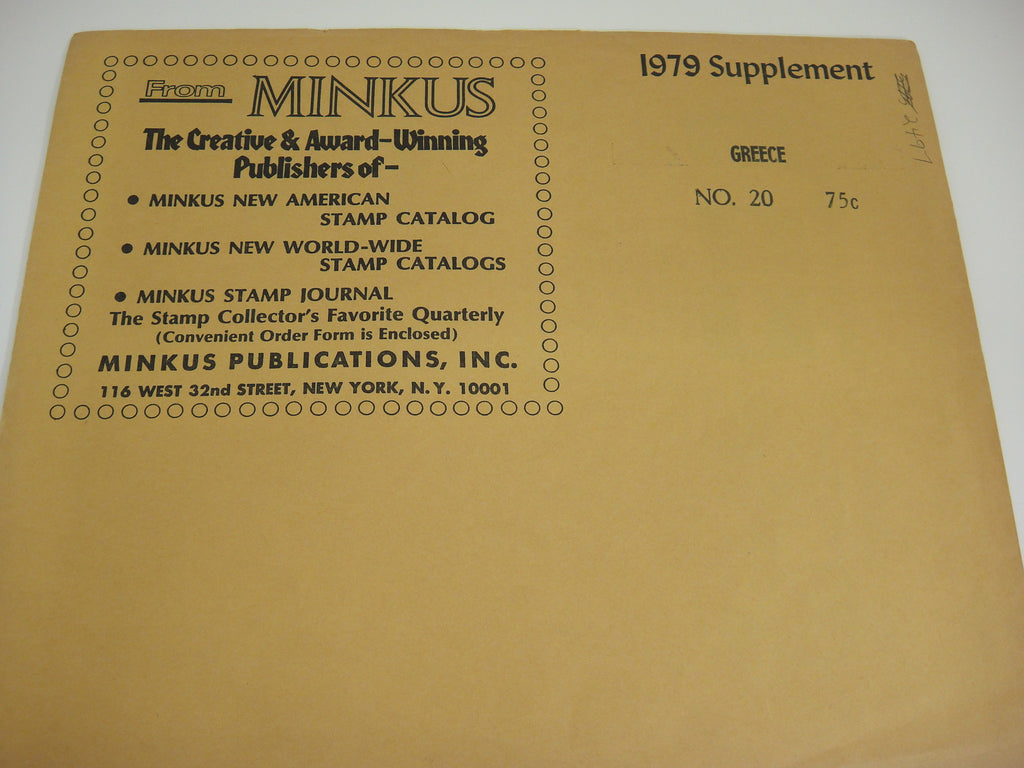 From MINKUS
The Creative & Award-Winning
Publishers of-
• MINKUS NEW AMERICAN
STAMP CATALOG
• MINKUS NEW WORLD-WIDE
STAMP CATALOGS
• MINKUS STAMP JOURNAL
The Stamp Collector's Favorite Quarterly
(Convenient Order Form is Enclosed)
MINKUS PUBLICATIONS, INC.
116 WEST 32nd STREET, NEW YORK, N.Y. 10001
1979 Supplement
GREECE
NO. 20 75c